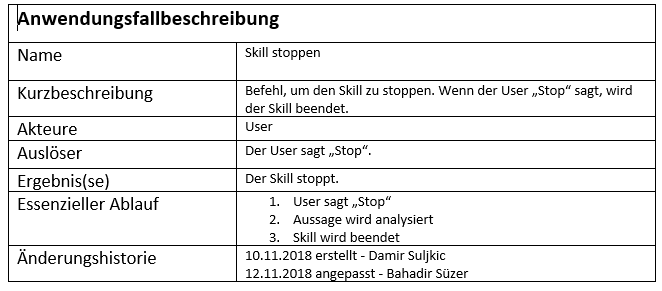 Anwendungsfallbeschreibung
Name Skill stoppen
Kurzbeschreibung Befehl, um den Skill zu stoppen. Wenn der User „Stop“ sagt, wird
der Skill beendet.
Akteure User
Auslöser Der User sagt „Stop“.
Ergebnis(se) Der Skill stoppt.
Essenzieller Ablauf 1. User sagt „Stop“
2. Aussage wird analysiert
3. Skill wird beendet
Änderungshistorie 10.11.2018 erstellt - Damir Suljkic
12.11.2018 angepasst - Bahadir Süzer